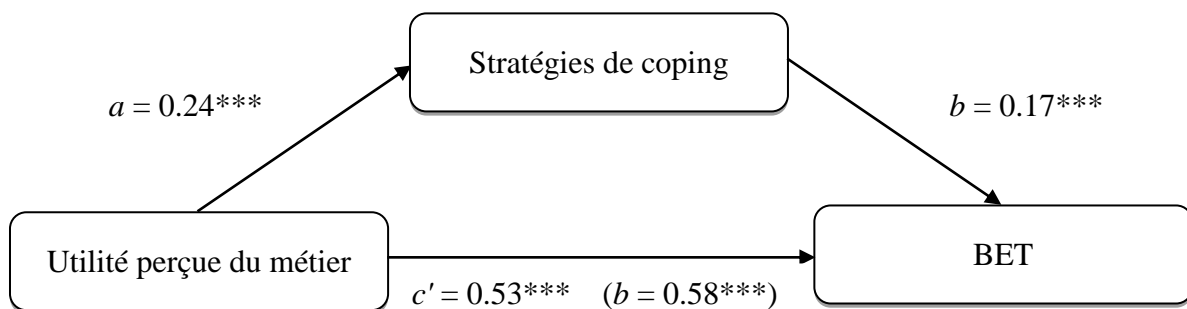 Stratégies de coping
a = 0.24***
b = 0.17***
Utilité perçue du métier
BET
c' = 0.53*** (b = 0.58***)